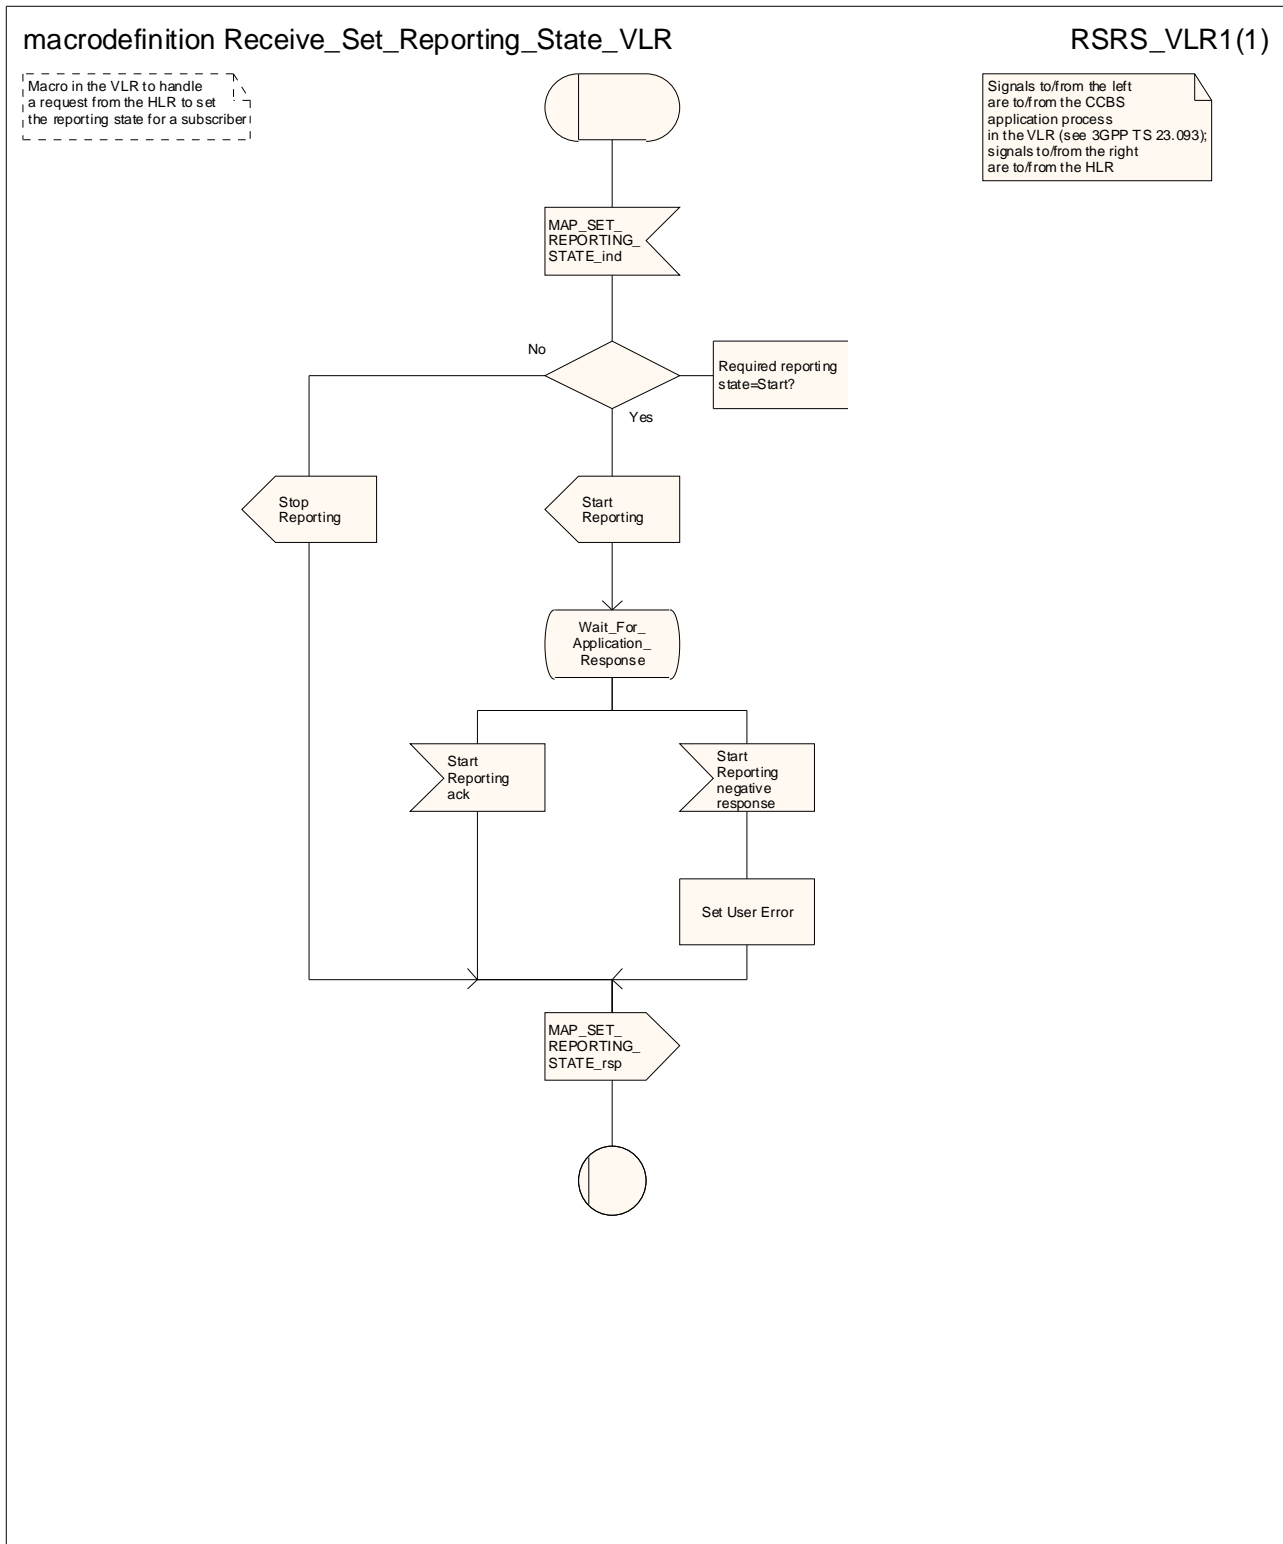 macrodefinition Receive_Set_Reporting_State_VLR
RSRS_VLR1(1)
Macro in the VLR to handle
a request from the HLR to set
the reporting state for a subscriber
Signals to/from the left
are to/from the CCBS
application process
in the VLR (see 3GPP TS 23.093);
signals to/from the right
are to/from the HLR
MAP_SET_
REPORTING_
STATE_ind
No
Required reporting
state=Start?
Yes
Stop
Reporting
Start
Reporting
Wait_For_
Application_
Response
Start
Reporting
ack
Start
Reporting
negative
response
Set User Error
MAP_SET_
REPORTING_
STATE_rsp